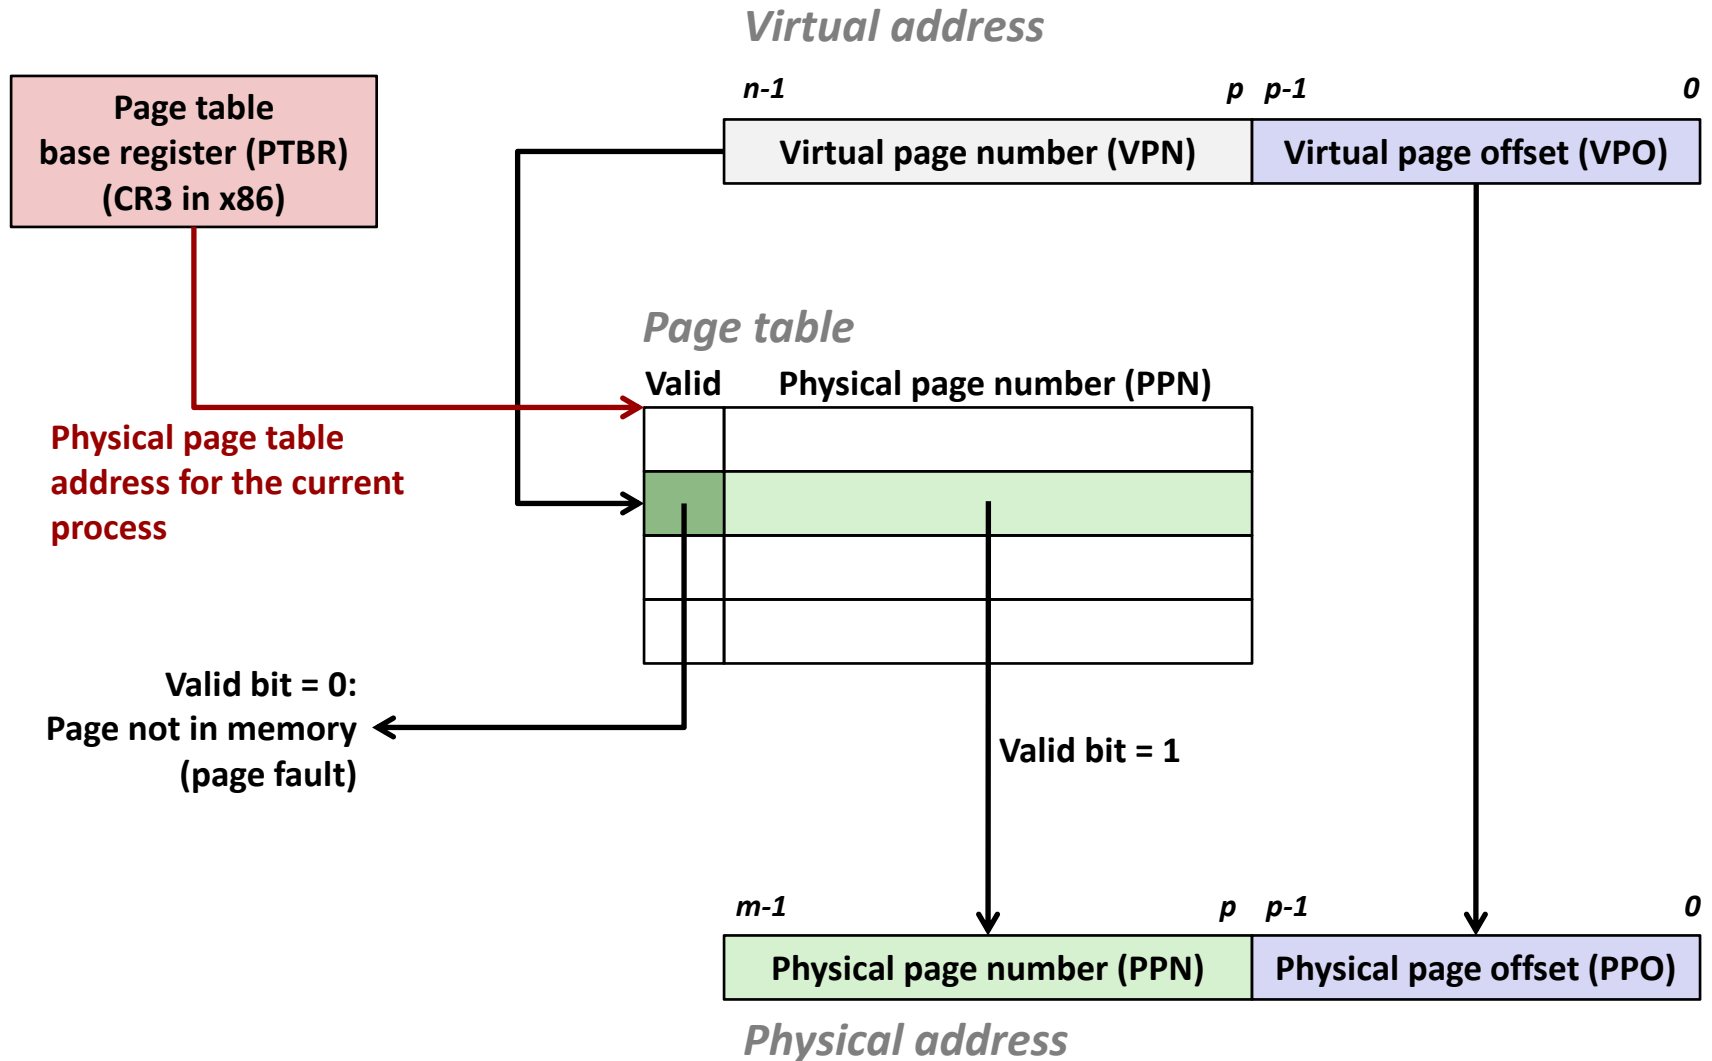 Virtual address
n-1 p p-1 0
Page table
base register (PTBR)
(CR3 in x86)
Virtual page number (VPN) Virtual page offset (VPO)
Page table
Valid Physical page number (PPN)
Physical page table
address for the current
process
Valid bit = 0:
Page not in memory
(page fault)
Valid bit = 1
m-1 p p-1 0
Physical page number (PPN) Physical page offset (PPO)
Physical address